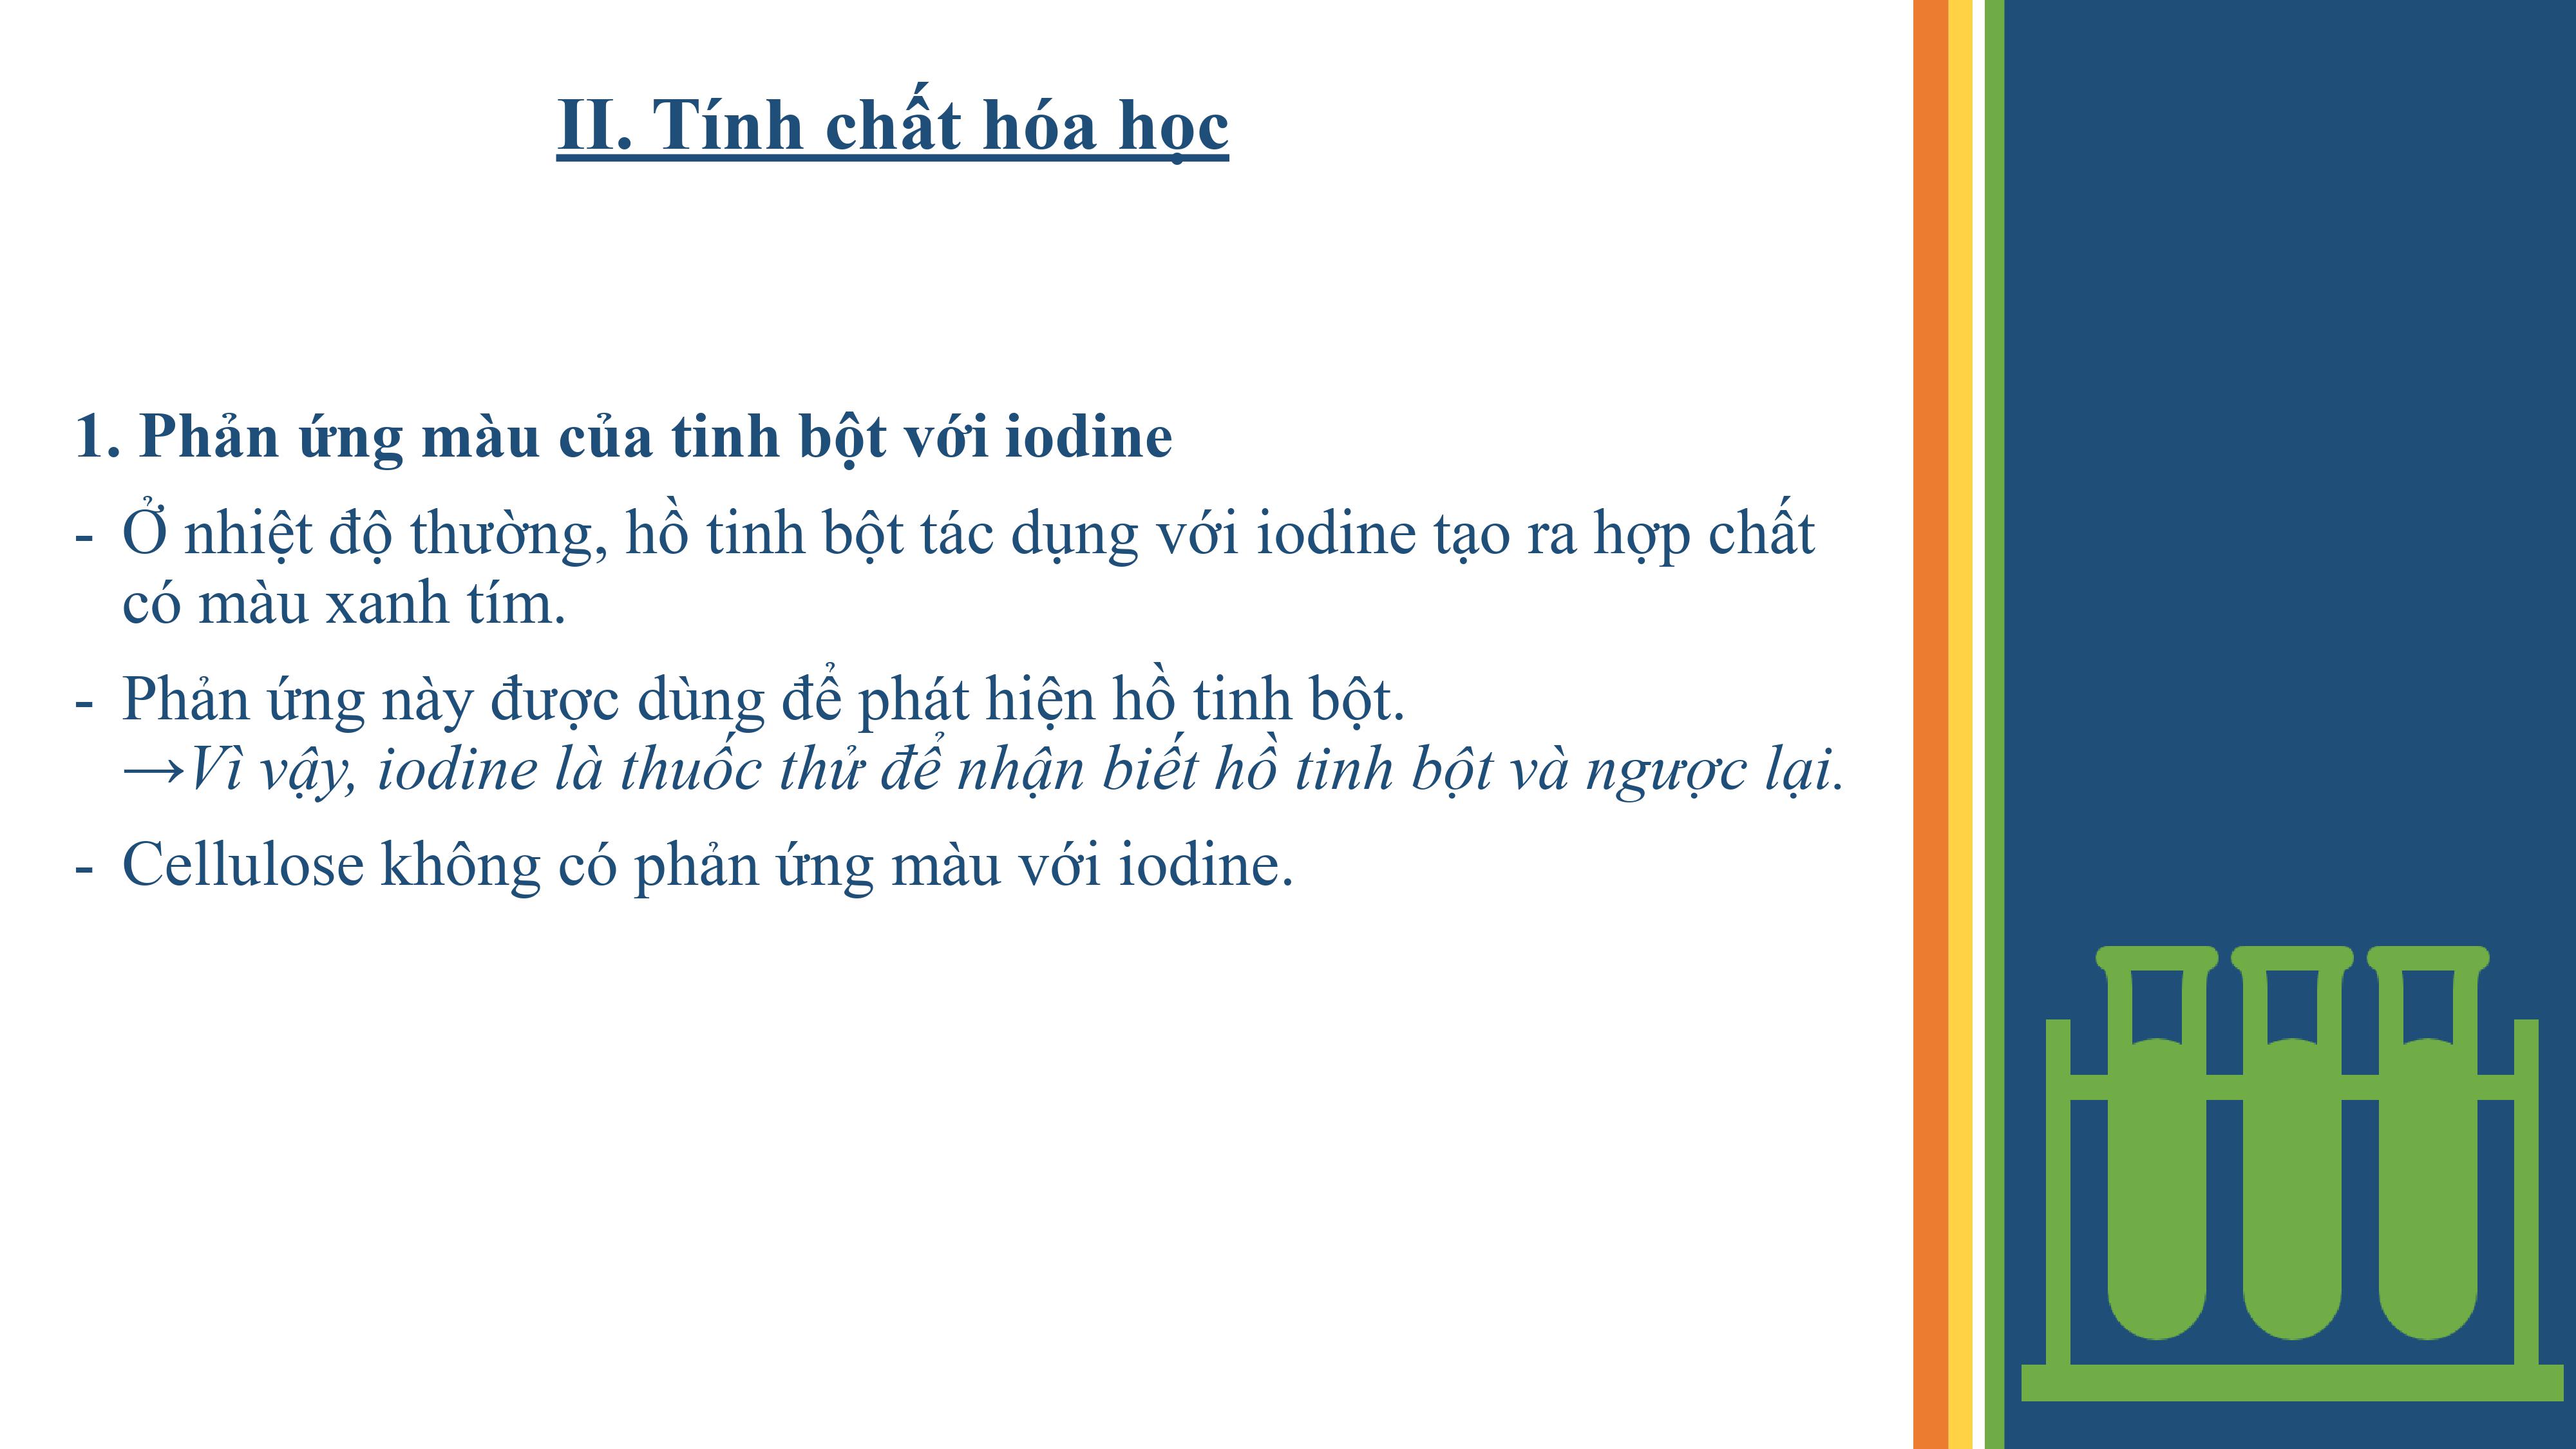 II. Tính chất hóa học
1. Phản ứng màu của tinh bột với iodine
- Ở nhiệt độ thường, hồ tinh bột tác dụng với iodine tạo ra hợp chất
có màu xanh tím.
- Phản ứng này được dùng để phát hiện hồ tinh bột.
→Vì vậy, iodine là thuốc thử để nhận biết hồ tinh bột và ngược lại.
- Cellulose không có phản ứng màu với iodine.